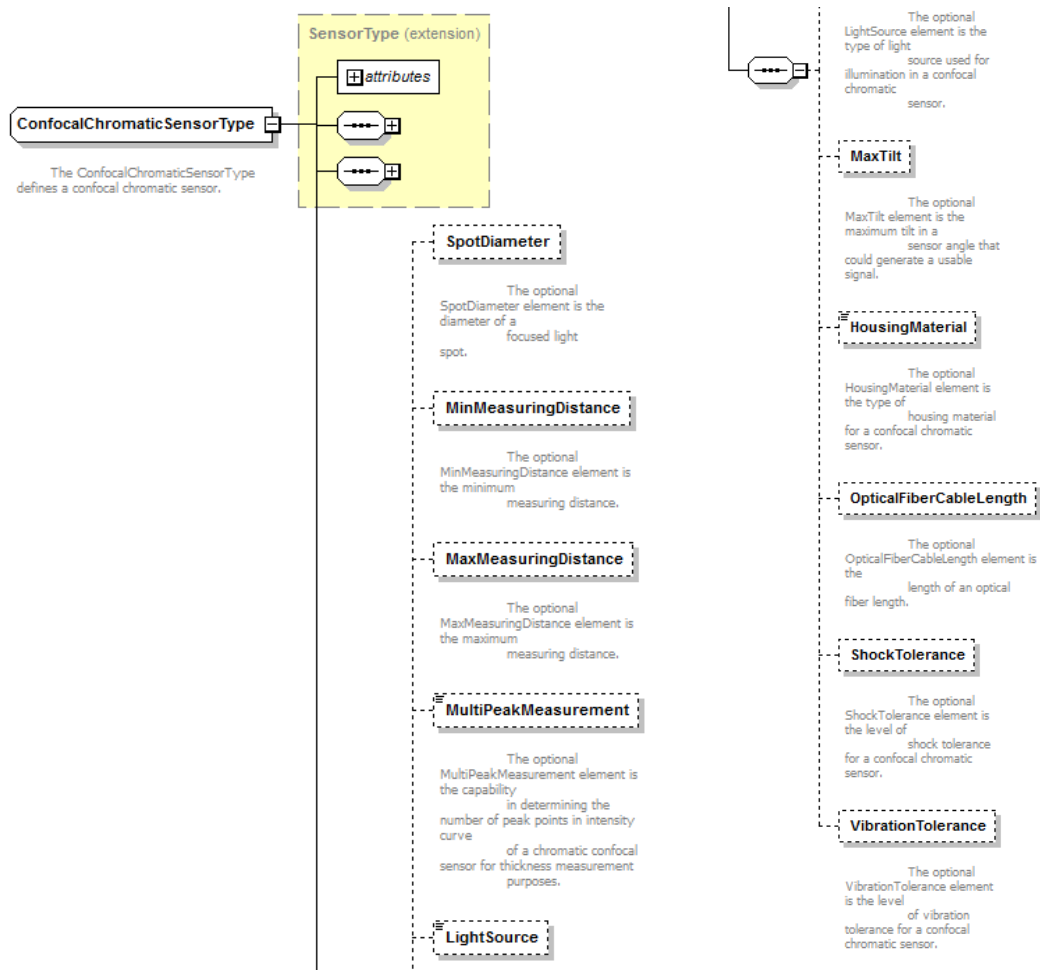 SensorType (extension)
attributes
ConfocalChromaticSensorType
The ConfocalChromaticSensorType
defines a confocal chromatic sensor.
SpotDiameter
The optional
SpotDiameter element is the
diameter of a
focused light
spot.
MinMeasuringDistance
The optional
MinMeasuringDistance element is
the minimum
measuring distance.
MaxMeasuringDistance
The optional
MaxMeasuringDistance element is
the maximum
measuring distance.
MultiPeakMeasurement
The optional
MultiPeakMeasurement element is
the capability
in determining the
number of peak points in intensity
curve
of a chromatic confocal
sensor for thickness measurement
purposes.
LightSource
The optional
LightSource element is the
type of light
source used for
illumination in a confocal
chromatic
sensor.
MaxTilt
The optional
MaxTilt element is the
maximum tilt in a
sensor angle that
could generate a usable
signal.
HousingMaterial
The optional
HousingMaterial element is
the type of
housing material
for a confocal chromatic
sensor.
OpticalFiberCableLength
The optional
OpticalFiberCableLength element is
the
length of an optical
fiber length.
ShockTolerance
The optional
ShockTolerance element is
the level of
shock tolerance
for a confocal chromatic
sensor.
VibrationTolerance
The optional
VibrationTolerance element
is the level
of vibration
tolerance for a confocal
chromatic sensor.